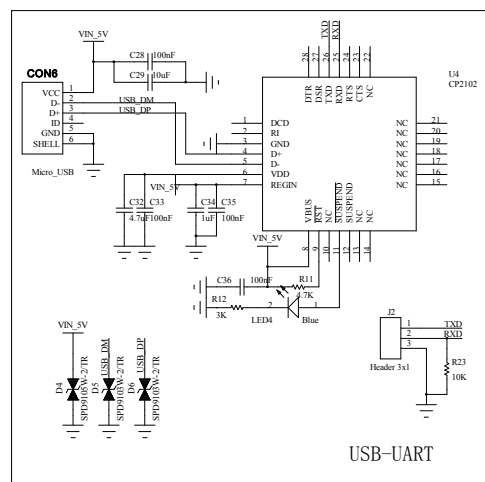 VIN_5V
C28 100nF
C29 10uF
CON6
VCC 1
D- 2
D+ 3
ID 4
GND 5
SHELL 6
Micro_USB
USB_DM
USB_DP
TXD
RXD
28 27 26 25 24 23 22
DTR DSR TXD RXD RTS CTS NC
U4
CP2102
1 DCD
2 RI
3 GND
4 D+
5 D-
6 VDD
7 REGIN
NC 21
NC 20
NC 19
NC 18
NC 17
NC 16
NC 15
VBUS RST NC SUSPEND SUSPEND NC NC
8 9 10 11 12 13 14
VIN_5V
C32 C33 C34 C35
4.7uF 100nF 1uF 100nF
VIN_5V
C36 100nF
R11
4.7K
R12
3K
2 1
LED4 Blue
J2
1 TXD
2 RXD
3
Header 3x1
R23
10K
VIN_5V
USB_DM
USB_DP
D4
SPD9105W-2/TR
D5
SPD9103W-2/TR
D6
SPD9103W-2/TR
USB-UART